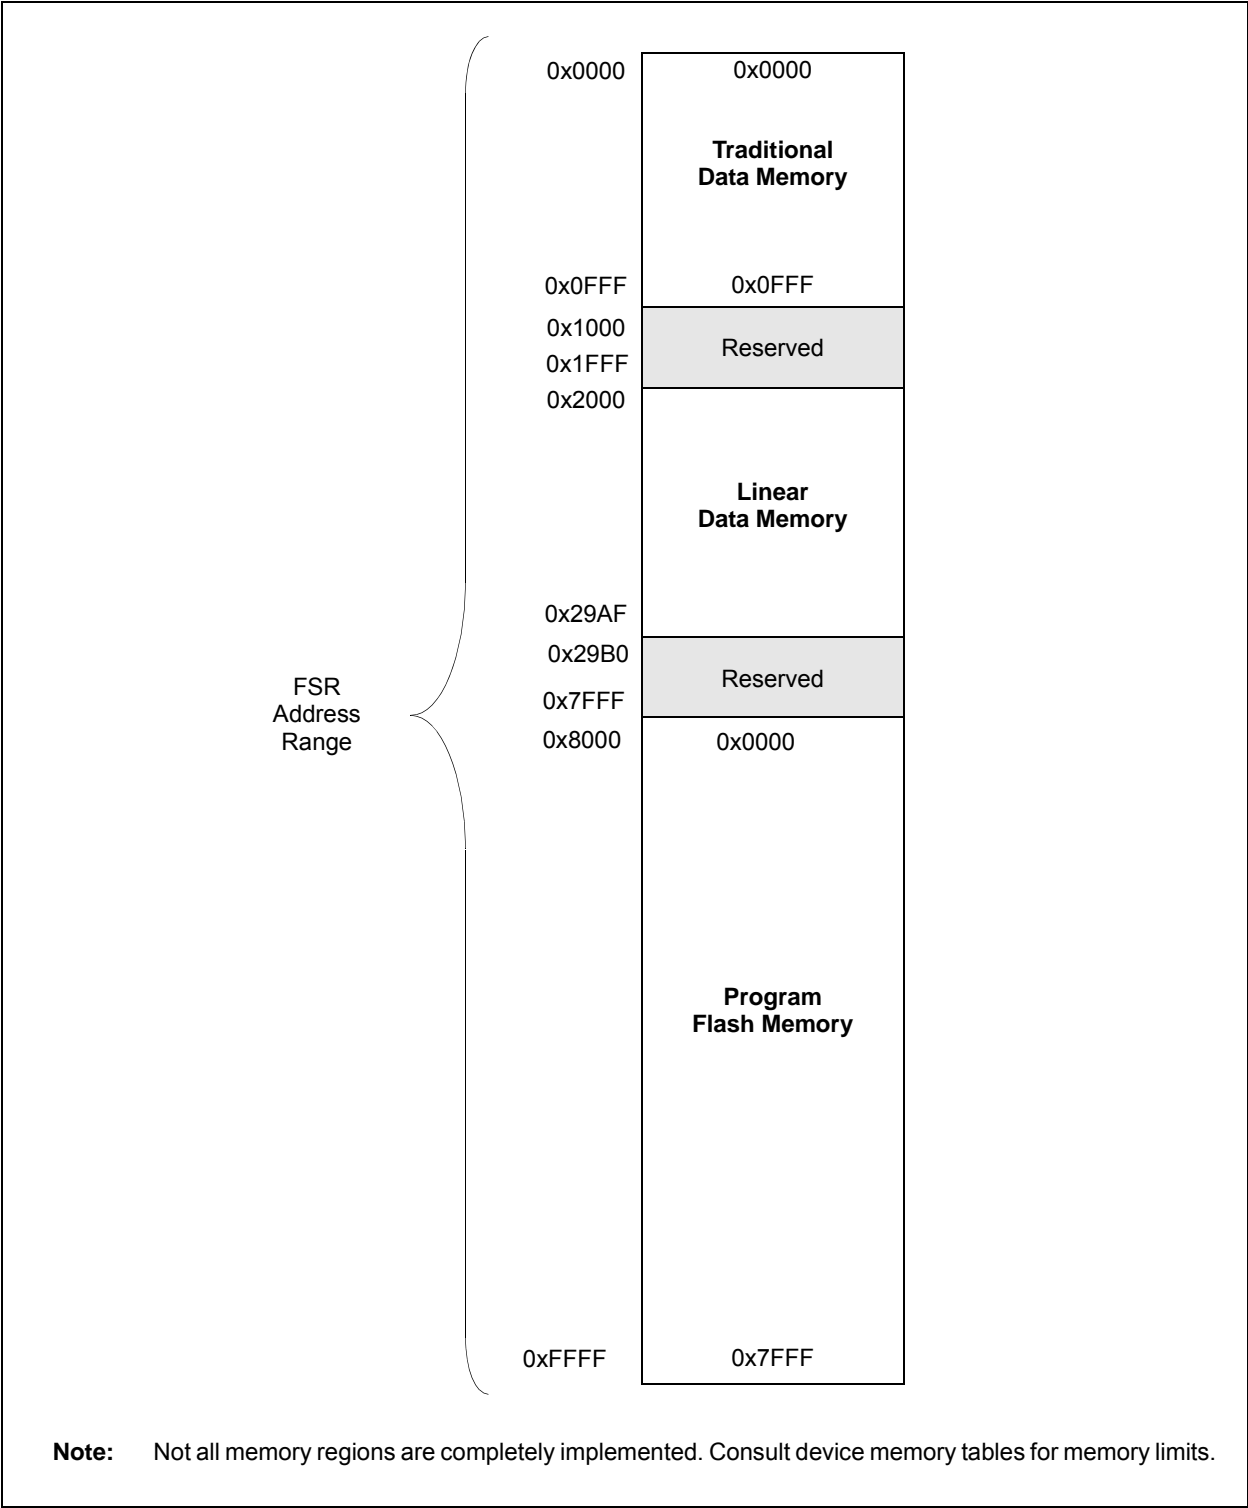 0x0000 0x0000
Traditional
Data Memory
0x0FFF 0x0FFF
0x1000
Reserved
0x1FFF
0x2000
Linear
Data Memory
0x29AF
0x29B0
Reserved
0x7FFF
FSR
Address
Range
0x8000 0x0000
Program
Flash Memory
0xFFFF 0x7FFF
Note: Not all memory regions are completely implemented. Consult device memory tables for memory limits.